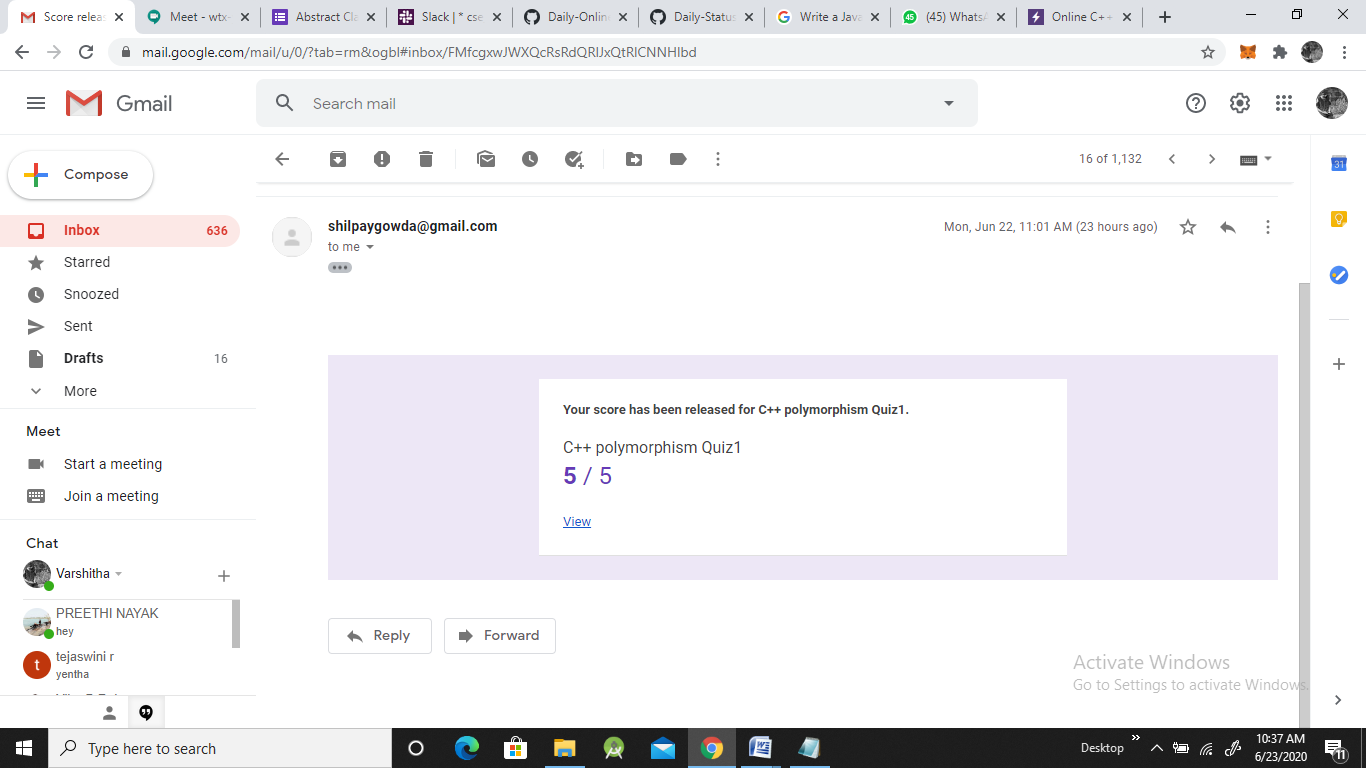 Score relea
Meet - wtx-
Abstract Cla
Slack | * cse
Daily-Online
Daily-Status
Write a Java
(45) WhatsA
Online C++
mail.google.com/mail/u/0/?tab=rm&ogbl#inbox/FMfcgxwJWXQcRsRdQRlJxQtRlCNNHlbd
Gmail
Search mail
Compose
16 of 1,132
Inbox 636
Starred
Snoozed
Sent
Drafts 16
More
Meet
Start a meeting
Join a meeting
Chat
Varshitha
PREETHI NAYAK
hey
t
tejaswini r
yentha
shilpaygowda@gmail.com
Mon, Jun 22, 11:01 AM (23 hours ago)
to me
Your score has been released for C++ polymorphism Quiz1.
C++ polymorphism Quiz1
5 / 5
View
Reply
Forward
31
Activate Windows
Go to Settings to activate Windows.
Type here to search
Desktop
10:37 AM
6/23/2020
11